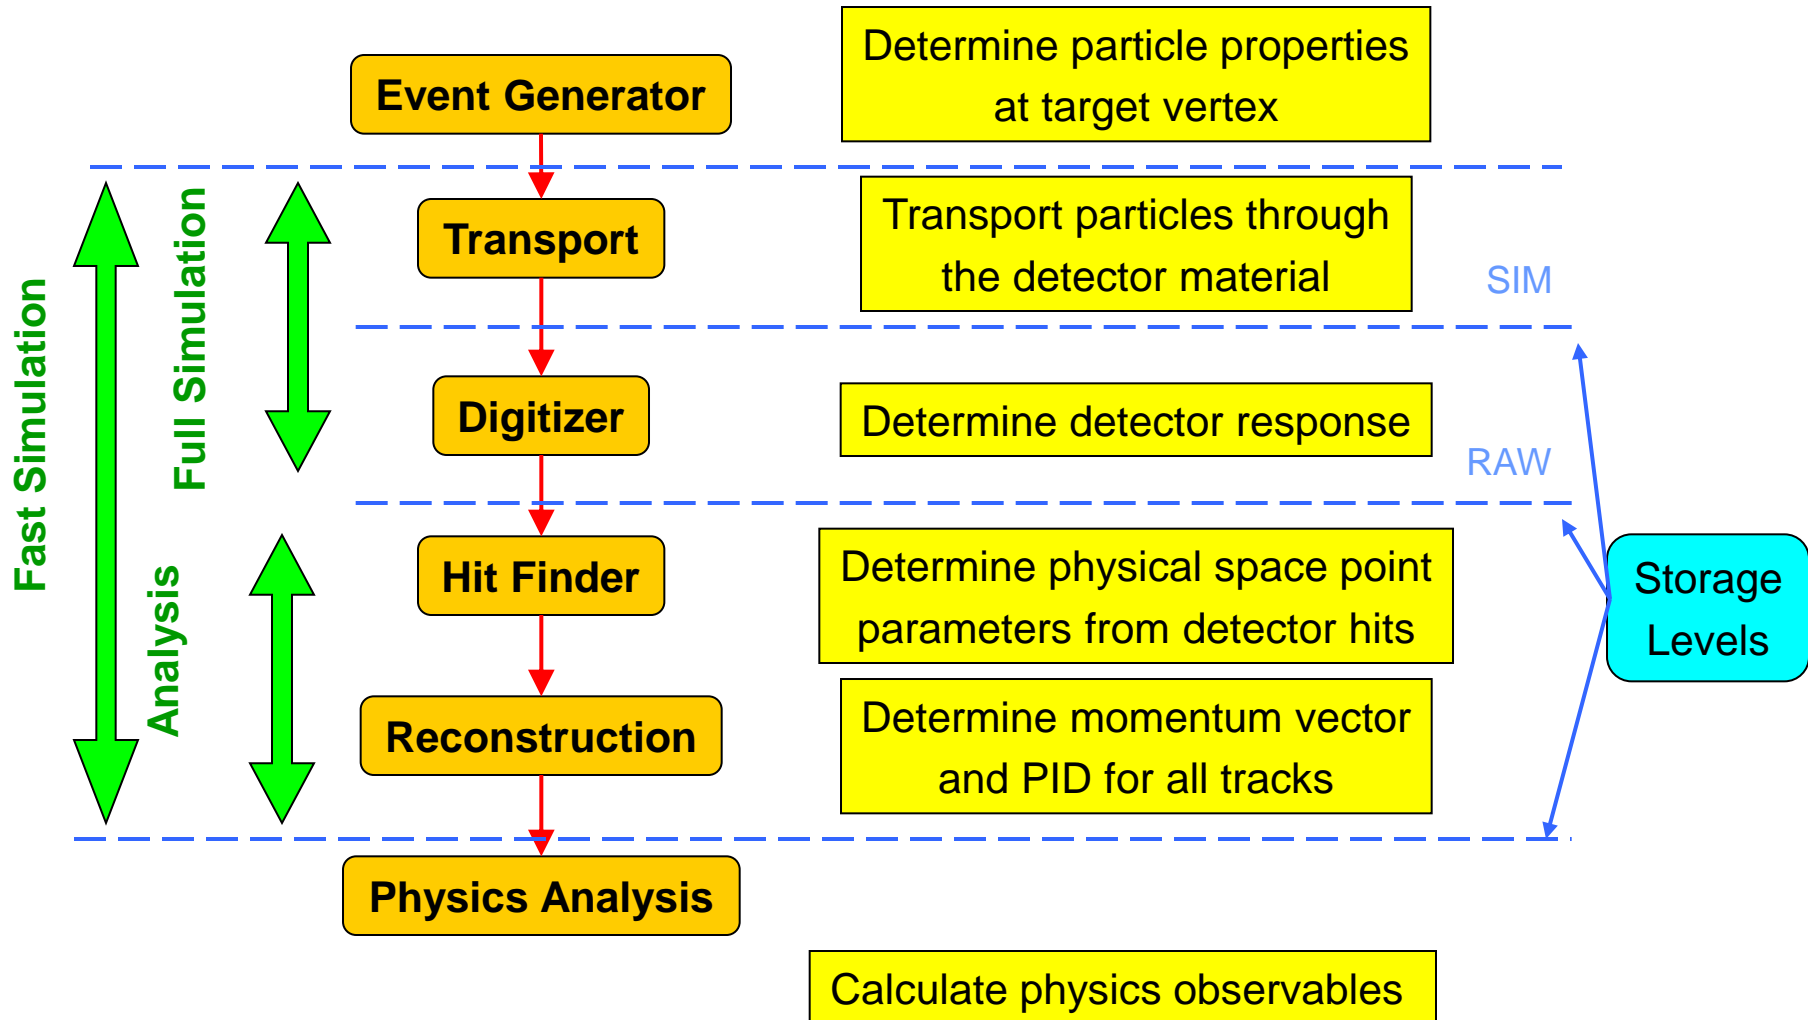 Determine particle properties
at target vertex
Event Generator
Transport particles through
the detector material
Transport
SIM
Fast Simulation
Full Simulation
Digitizer
Determine detector response
RAW
Analysis
Hit Finder
Determine physical space point
parameters from detector hits
Storage
Levels
Reconstruction
Determine momentum vector
and PID for all tracks
Physics Analysis
Calculate physics observables